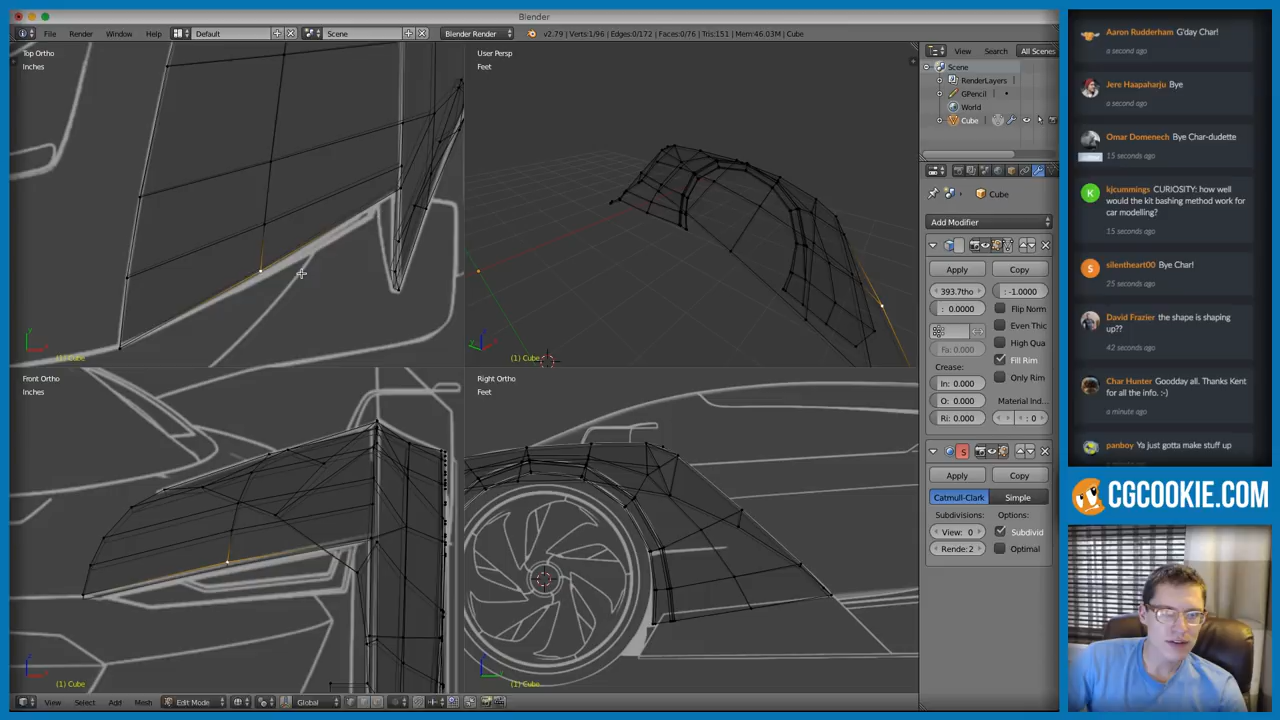 Blender
File Render Window Help Default Scene Blender Render v2.79 | Verts:1/96 | Edges:0/172 | Faces:0/76 | Tris:151 | Mem:46.03M | Cube
Top Ortho
Inches
(1) Cube
User Persp
Feet
(1) Cube
Front Ortho
Inches
(1) Cube
Right Ortho
Feet
(1) Cube
View Select Add Mesh Edit Mode Global
View Search All Scenes
Scene
RenderLayers
GPencil
World
Cube
Cube
Add Modifier
Apply Copy
393.7tho : -1.0000
: 0.0000 Flip Norm
Even Thic
High Qua
Fa: 0.000 Fill Rim
Crease: Only Rim
In: 0.000
O: 0.000 Material Ind...
Ri: 0.000 : 0
S
Apply Copy
Catmull-Clark Simple
Subdivisions: Options:
View: 0 Subdivid
Rende: 2 Optimal
Aaron Rudderham G'day Char!
a second ago
Jere Haapaharju Bye
a second ago
Omar Domenech Bye Char-dudette
15 seconds ago
K
kjcummings CURIOSITY: how well
would the kit bashing method work for
car modelling?
15 seconds ago
S
silentheart00 Bye Char!
25 seconds ago
David Frazier the shape is shaping
up??
42 seconds ago
Char Hunter Goodday all. Thanks Kent
for all the info. :-)
a minute ago
panboy Ya just gotta make stuff up
CGCOOKIE.COM